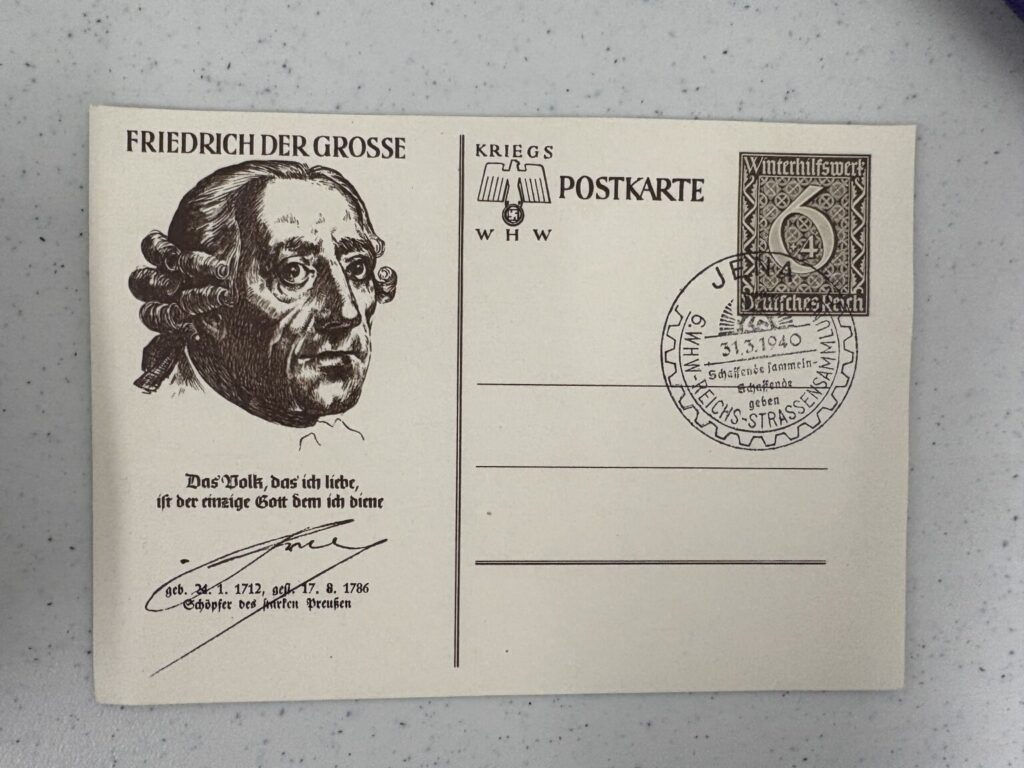 FRIEDRICH DER GROSSE
Das Volk, das ich liebe,
ist der einzige Gott dem ich diene
geb. 24. 1. 1712, gest. 17. 8. 1786
Schöpfer des starken Preußen
KRIEGS
POSTKARTE
WHW
Winterhilfswerk
6
4
Deutsches Reich
JENA
31.3.1940
Schaffende sammeln-
Schaffende
geben
6. WHW-REICHS-STRASSENSAMMLUNG